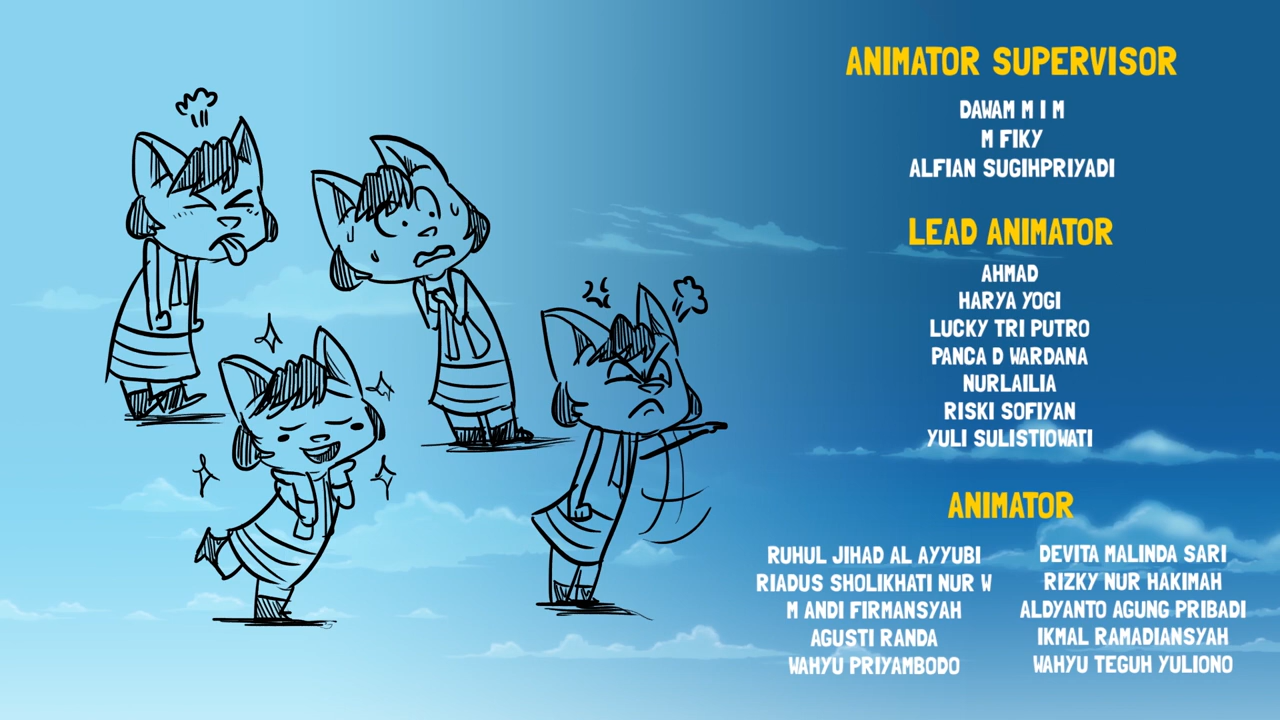 ANIMATOR SUPERVISOR
DAWAM M I M
M FIKY
ALFIAN SUGIHPRIYADI
LEAD ANIMATOR
AHMAD
HARYA YOGI
LUCKY TRI PUTRO
PANCA D WARDANA
NURLAILIA
RISKI SOFIYAN
YULI SULISTIOWATI
ANIMATOR
RUHUL JIHAD AL AYYUBI
RIADUS SHOLIKHATI NUR W
M ANDI FIRMANSYAH
AGUSTI RANDA
WAHYU PRIYAMBODO
DEVITA MALINDA SARI
RIZKY NUR HAKIMAH
ALDYANTO AGUNG PRIBADI
IKMAL RAMADIANSYAH
WAHYU TEGUH YULIONO